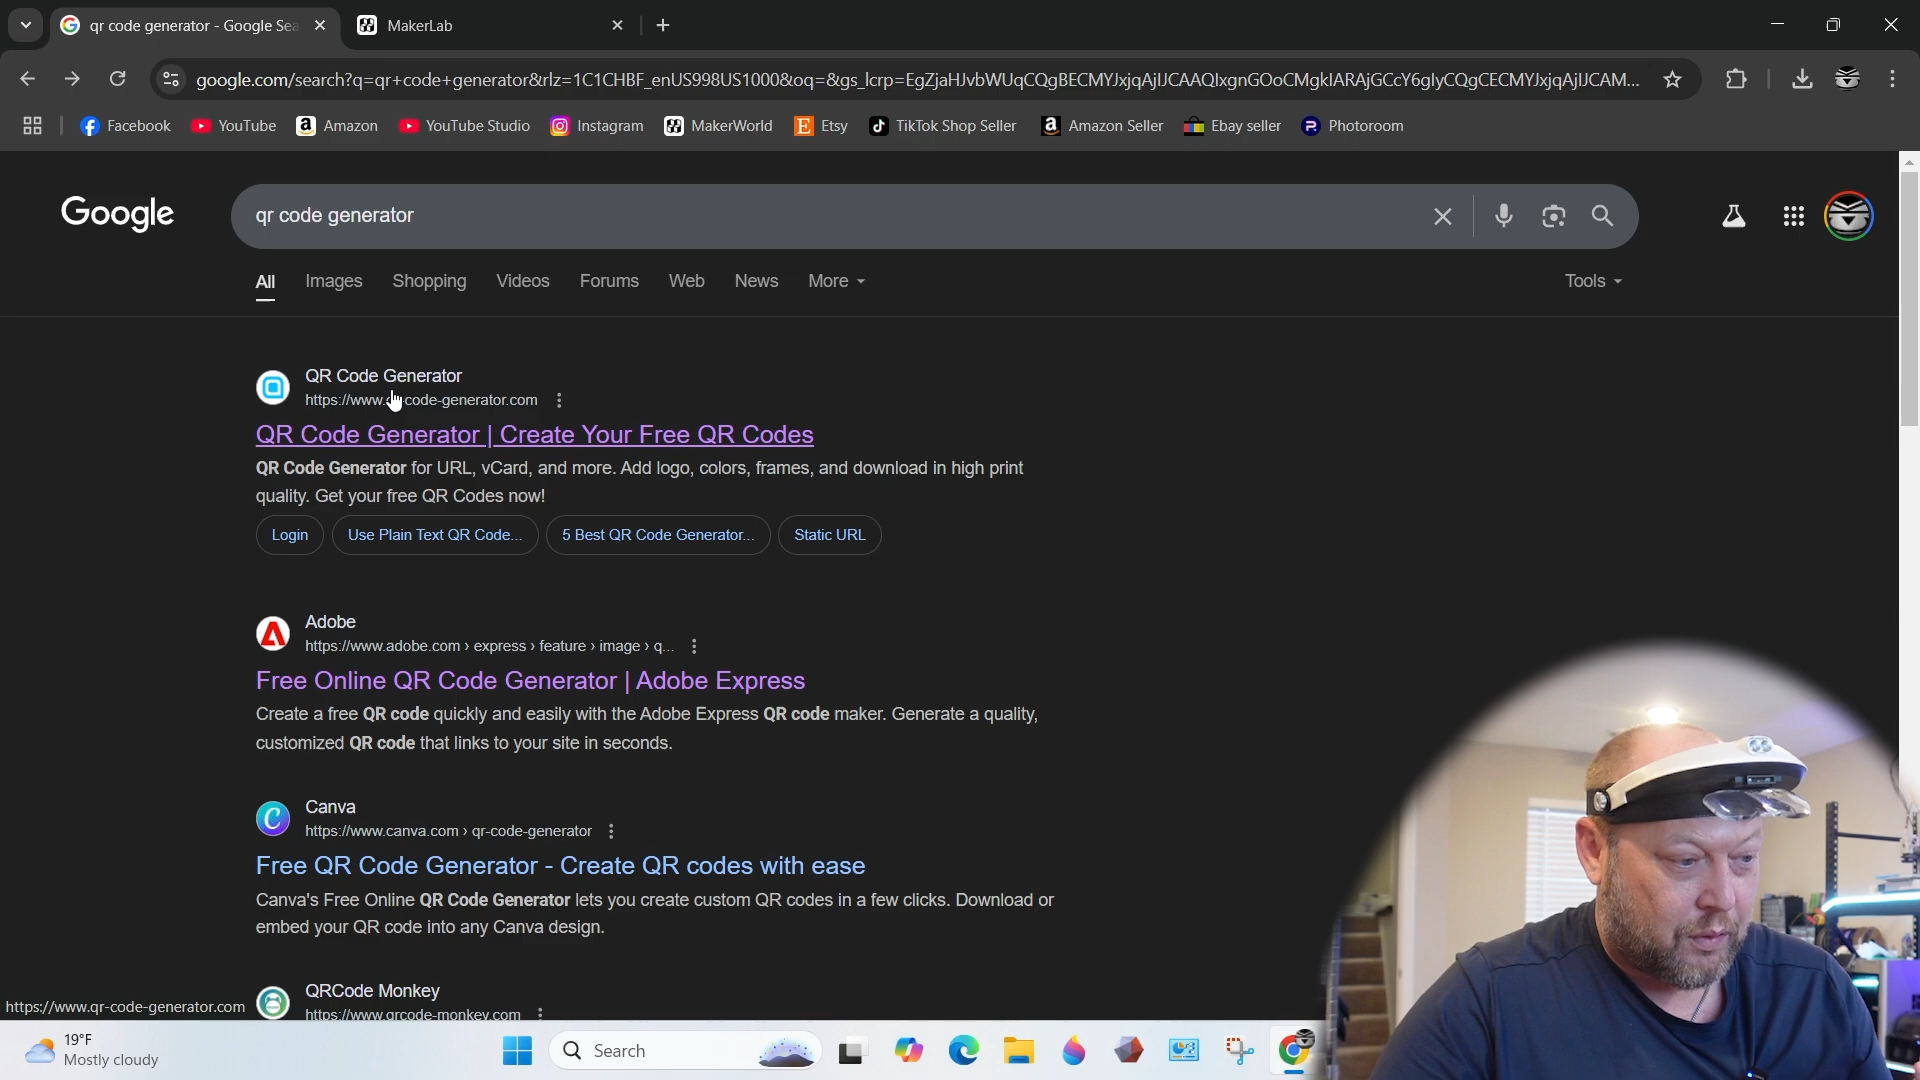 qr code generator - Google Sea
MakerLab
google.com/search?q=qr+code+generator&rlz=1C1CHBF_enUS998US1000&oq=&gs_lcrp=
Facebook
YouTube
Amazon
YouTube Studio
Instagram
MakerWorld
Etsy
TikTok Shop Seller
Amazon Seller
Ebay seller
Photoroom
Google
qr code generator
All
Images
Shopping
Videos
Forums
Web
News
More
Tools
QR Code Generator
https://www.qr-code-generator.com
QR Code Generator | Create Your Free QR Codes
QR Code Generator for URL, vCard, and more. Add logo, colors, frames, and download in high print
quality. Get your free QR Codes now!
Login
Use Plain Text QR Code...
5 Best QR Code Generator...
Static URL
Adobe
https://www.adobe.com › express › feature › image › q...
Free Online QR Code Generator | Adobe Express
Create a free QR code quickly and easily with the Adobe Express QR code maker. Generate a quality,
customized QR code that links to your site in seconds.
Canva
https://www.canva.com › qr-code-generator
Free QR Code Generator - Create QR codes with ease
Canva's Free Online QR Code Generator lets you create custom QR codes in a few clicks. Download or
embed your QR code into any Canva design.
QRCode Monkey
https://www.qrcode-monkey.com
https://www.qr-code-generator.com
19°F
Mostly cloudy
Search